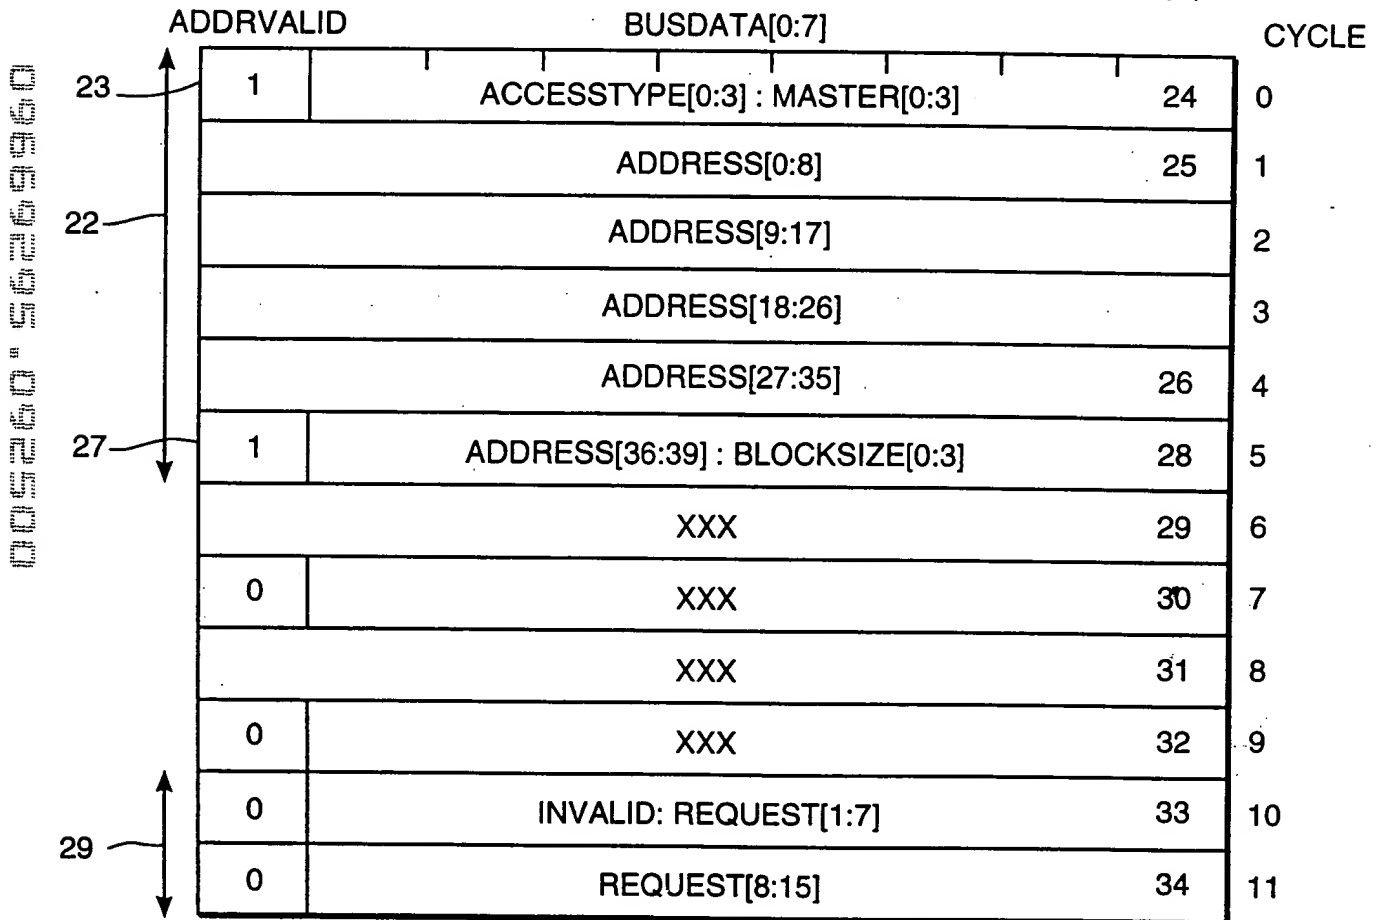 ADDRVALID BUSDATA[0:7] CYCLE
23 1 ACCESSTYPE[0:3] : MASTER[0:3] 24 0
ADDRESS[0:8] 25 1
22 ADDRESS[9:17] 2
ADDRESS[18:26] 3
ADDRESS[27:35] 26 4
27 1 ADDRESS[36:39] : BLOCKSIZE[0:3] 28 5
XXX 29 6
0 XXX 30 7
XXX 31 8
0 XXX 32 9
0 INVALID: REQUEST[1:7] 33 10
29
0 REQUEST[8:15] 34 11